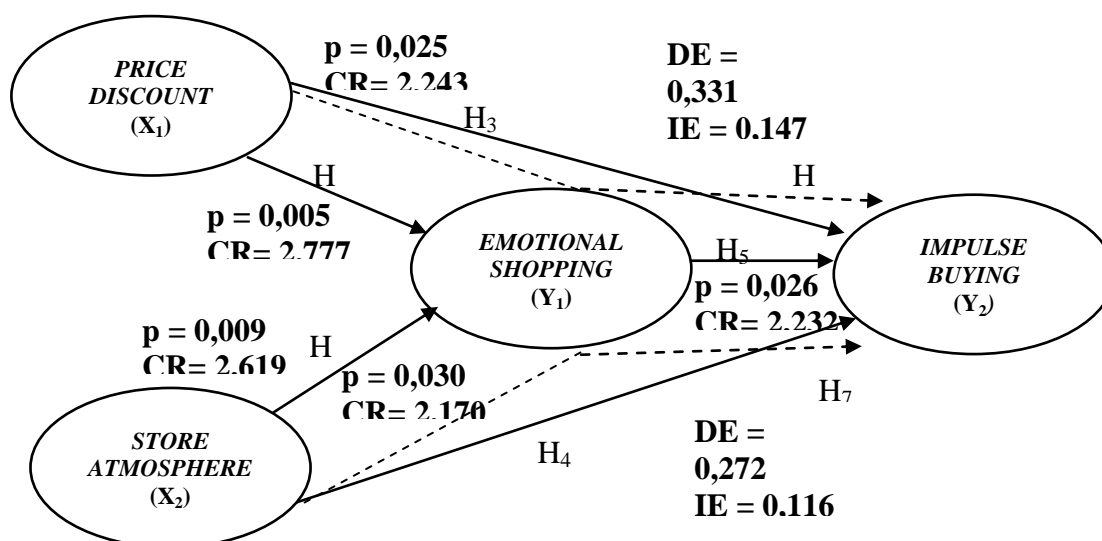 p = 0,025
CR= 2.243
DE =
0,331
IE = 0.147
PRICE
DISCOUNT
(X₁)
H₃
H
H
p = 0,005
CR= 2.777
EMOTIONAL
SHOPPING
(Y₁)
H₅
IMPULSE
BUYING
(Y₂)
p = 0,026
CR= 2.232
p = 0,009
CR= 2.619
H
p = 0,030
CR= 2.170
H₇
STORE
ATMOSPHERE
(X₂)
H₄
DE =
0,272
IE = 0.116